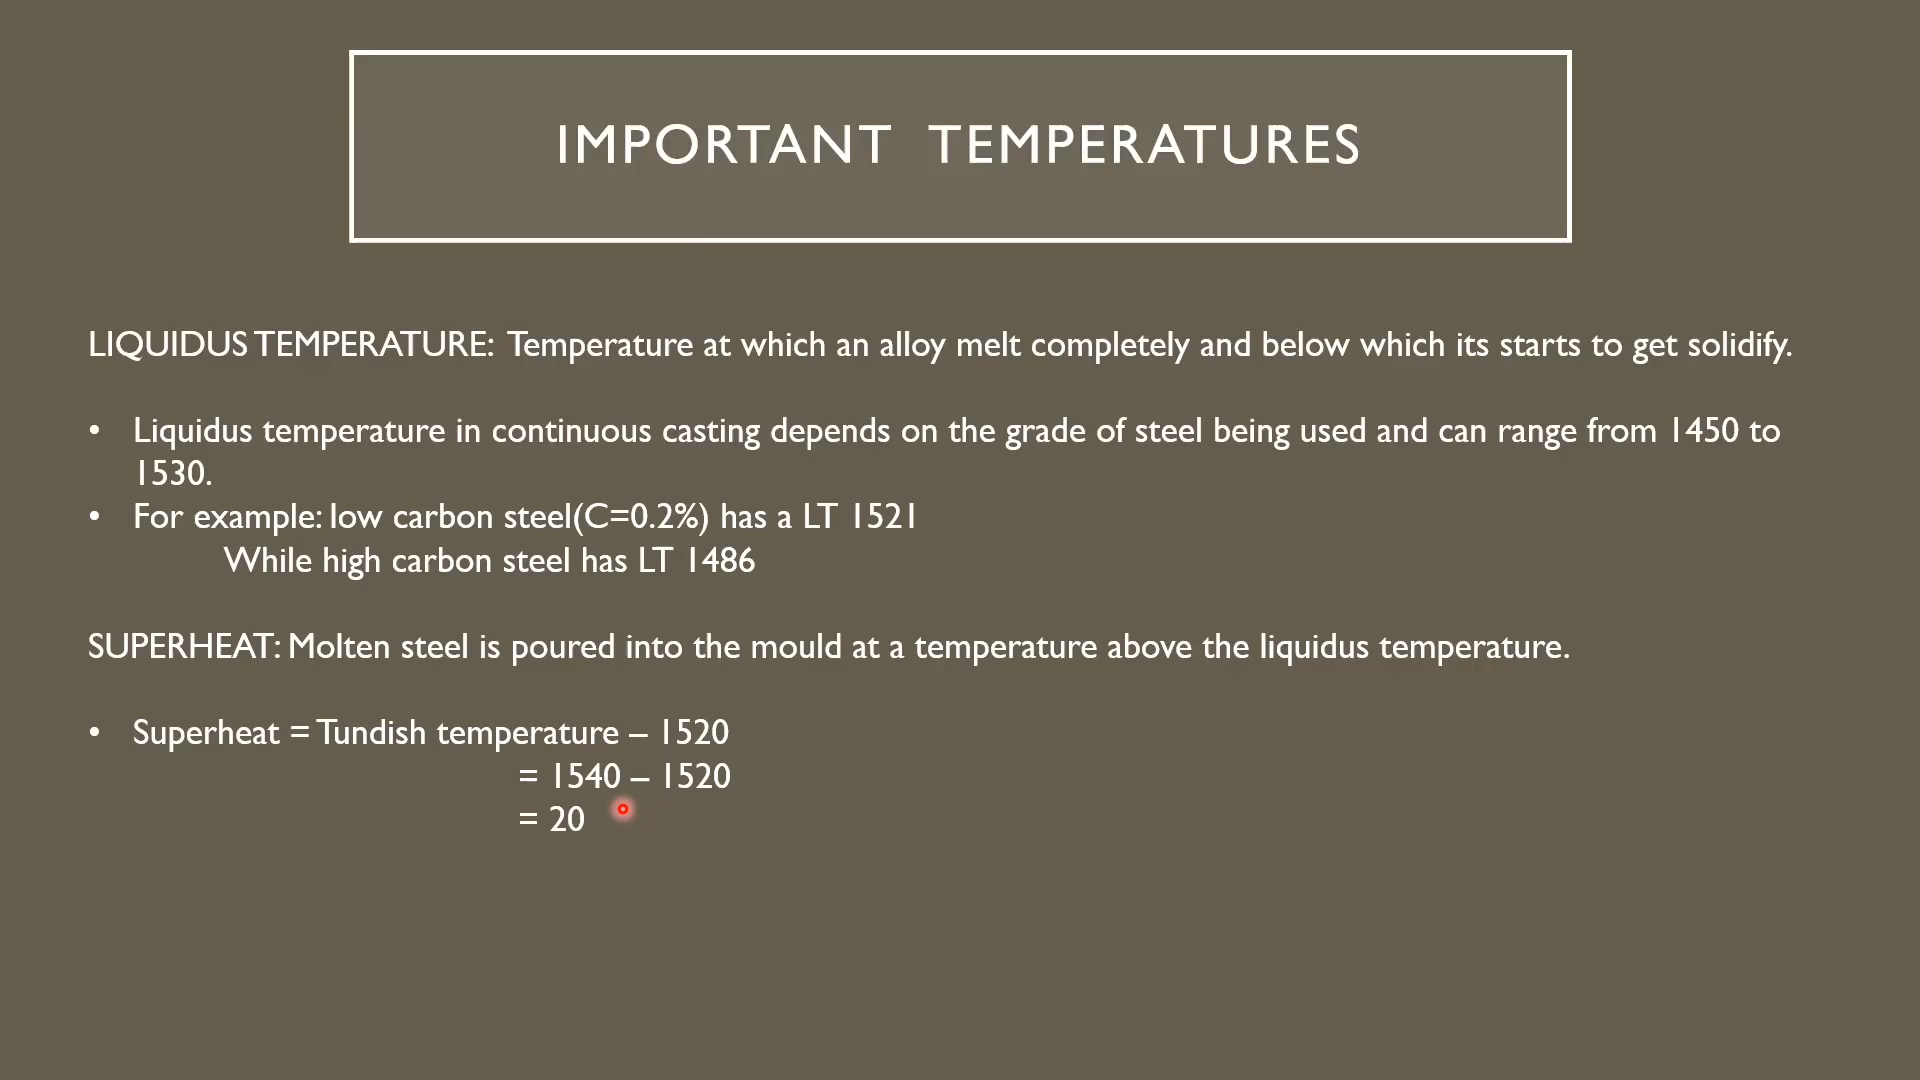 IMPORTANT TEMPERATURES
LIQUIDUS TEMPERATURE: Temperature at which an alloy melt completely and below which its starts to get solidify.
• Liquidus temperature in continuous casting depends on the grade of steel being used and can range from 1450 to
1530.
• For example: low carbon steel(C=0.2%) has a LT 1521
While high carbon steel has LT 1486
SUPERHEAT: Molten steel is poured into the mould at a temperature above the liquidus temperature.
• Superheat = Tundish temperature – 1520
= 1540 – 1520
= 20